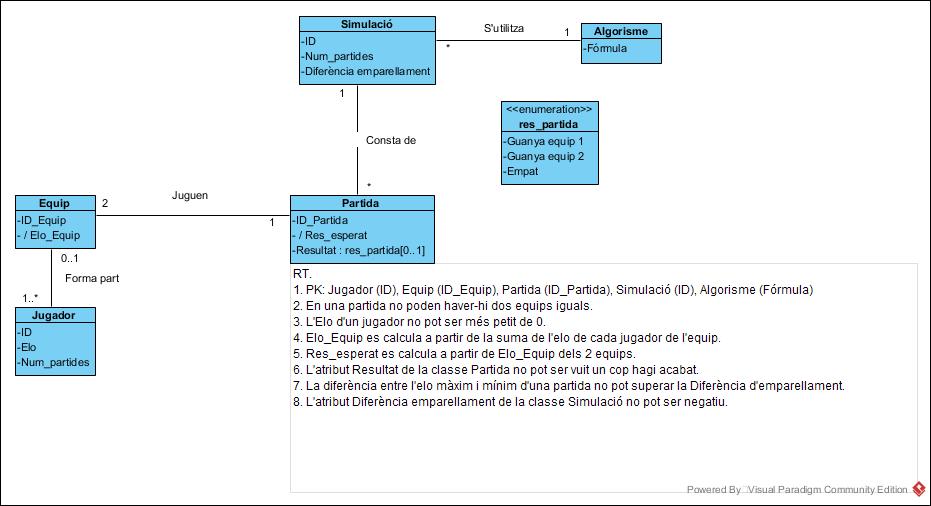 Simulació
-ID
-Num_partides
-Diferència emparellament
S'utilitza
1
*
Algorisme
-Fórmula
1
Consta de
*
<<enumeration>>
res_partida
-Guanya equip 1
-Guanya equip 2
-Empat
Equip
-ID_Equip
- / Elo_Equip
2
Juguen
1
Partida
-ID_Partida
- / Res_esperat
-Resultat : res_partida[0..1]
0..1
Forma part
1..*
Jugador
-ID
-Elo
-Num_partides
RT.
1. PK: Jugador (ID), Equip (ID_Equip), Partida (ID_Partida), Simulació (ID), Algorisme (Fórmula)
2. En una partida no poden haver-hi dos equips iguals.
3. L'Elo d'un jugador no pot ser més petit de 0.
4. Elo_Equip es calcula a partir de la suma de l'elo de cada jugador de l'equip.
5. Res_esperat es calcula a partir de Elo_Equip dels 2 equips.
6. L'atribut Resultat de la classe Partida no pot ser vuit un cop hagi acabat.
7. La diferència entre l'elo màxim i mínim d'una partida no pot superar la Diferència d'emparellament.
8. L'atribut Diferència emparellament de la classe Simulació no pot ser negatiu.
Powered By Visual Paradigm Community Edition